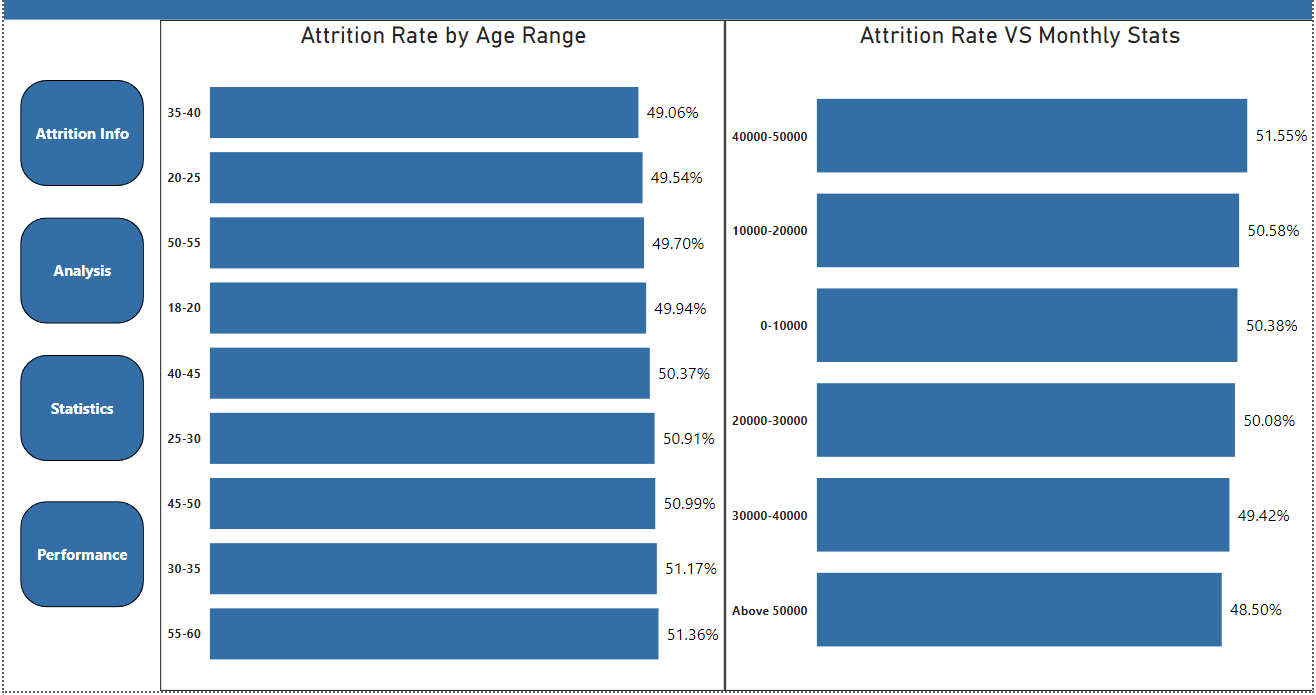 Attrition Info
Analysis
Statistics
Performance
Attrition Rate by Age Range
35-40 49.06%
20-25 49.54%
50-55 49.70%
18-20 49.94%
40-45 50.37%
25-30 50.91%
45-50 50.99%
30-35 51.17%
55-60 51.36%
Attrition Rate VS Monthly Stats
40000-50000 51.55%
10000-20000 50.58%
0-10000 50.38%
20000-30000 50.08%
30000-40000 49.42%
Above 50000 48.50%